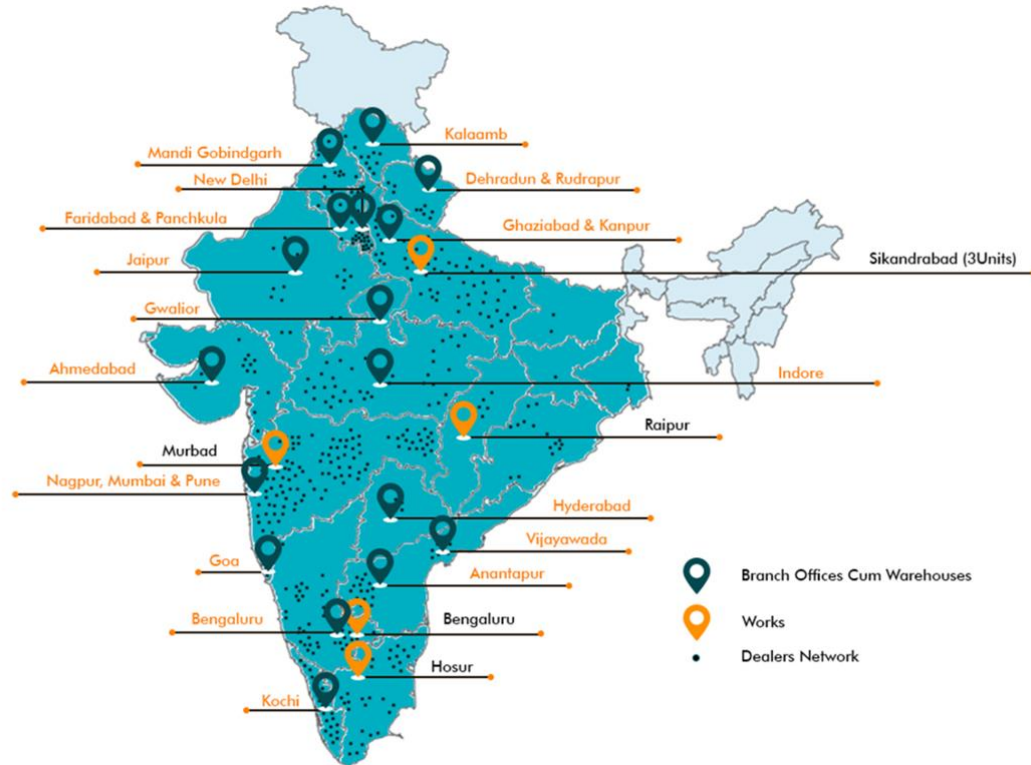 Kalaamb
Mandi Gobindgarh
New Delhi
Dehradun & Rudrapur
Faridabad & Panchkula
Ghaziabad & Kanpur
Jaipur
Sikandrabad (3Units)
Gwalior
Ahmedabad
Indore
Raipur
Murbad
Nagpur, Mumbai & Pune
Hyderabad
Vijayawada
Goa
Anantapur
Branch Offices Cum Warehouses
Bengaluru
Bengaluru
Works
Dealers Network
Hosur
Kochi